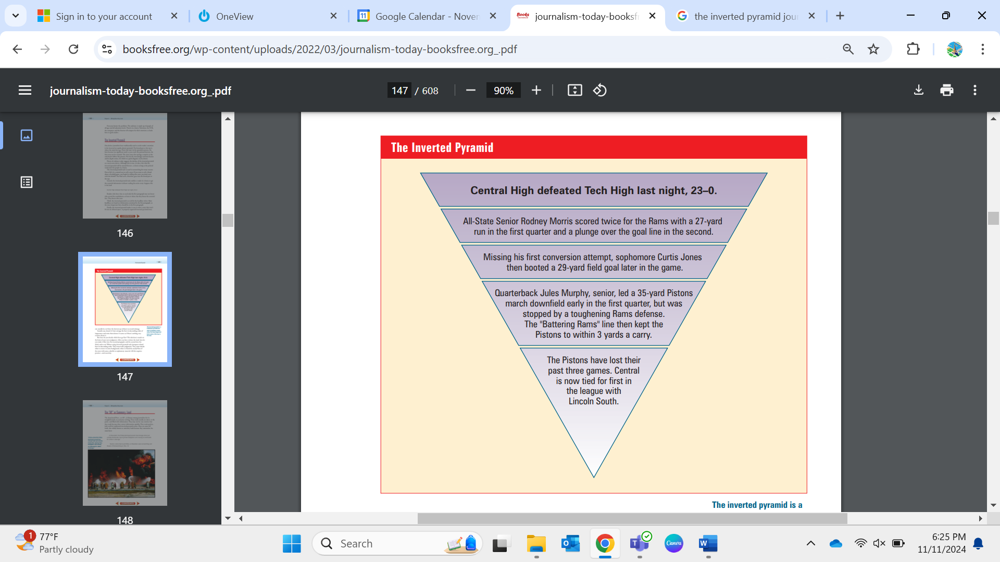 Sign in to your account
OneView
Google Calendar - Nover
journalism-today-booksf
the inverted pyramid jou
booksfree.org/wp-content/uploads/2022/03/journalism-today-booksfree.org_.pdf
journalism-today-booksfree.org_.pdf
147 / 608
90%
146
147
148
The Inverted Pyramid
Central High defeated Tech High last night, 23–0.
All-State Senior Rodney Morris scored twice for the Rams with a 27-yard
run in the first quarter and a plunge over the goal line in the second.
Missing his first conversion attempt, sophomore Curtis Jones
then booted a 29-yard field goal later in the game.
Quarterback Jules Murphy, senior, led a 35-yard Pistons
march downfield early in the first quarter, but was
stopped by a toughening Rams defense.
The "Battering Rams" line then kept the
Pistons to within 3 yards a carry.
The Pistons have lost their
past three games. Central
is now tied for first in
the league with
Lincoln South.
The inverted pyramid is a
1
77°F
Partly cloudy
Search
6:25 PM
11/11/2024